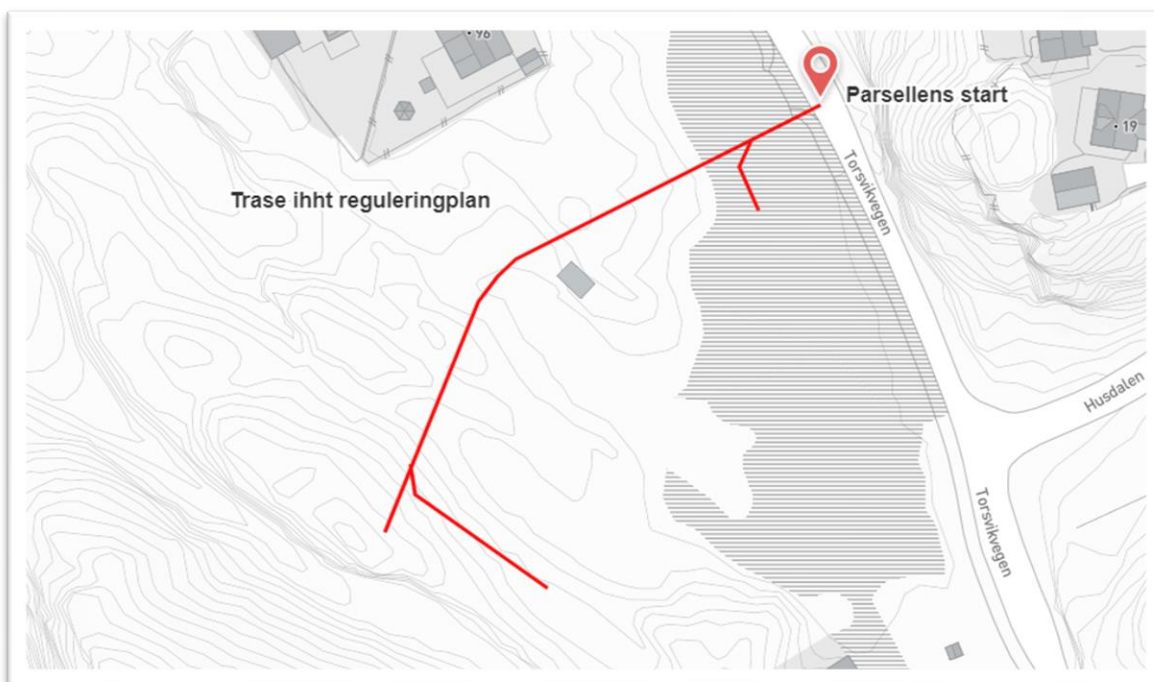 96
Parsellens start
19
Torsvikvegen
Trase ihht reguleringplan
Husdalen
Torsvikvegen